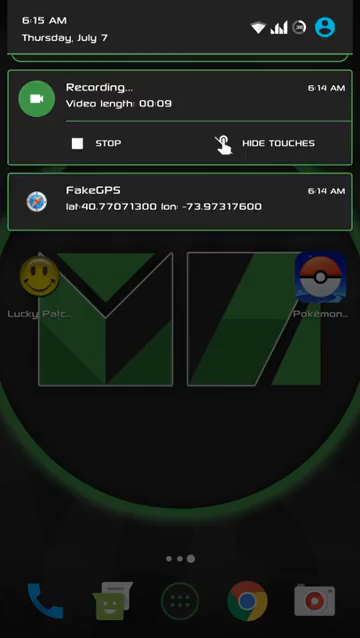 6:15 AM
Thursday, July 7
Recording...
6:14 AM
Video length: 00:09
STOP
HIDE TOUCHES
FakeGPS
6:14 AM
lat:40.77071300 lon: -73.97317600
Lucky Patc..
Pokémon..